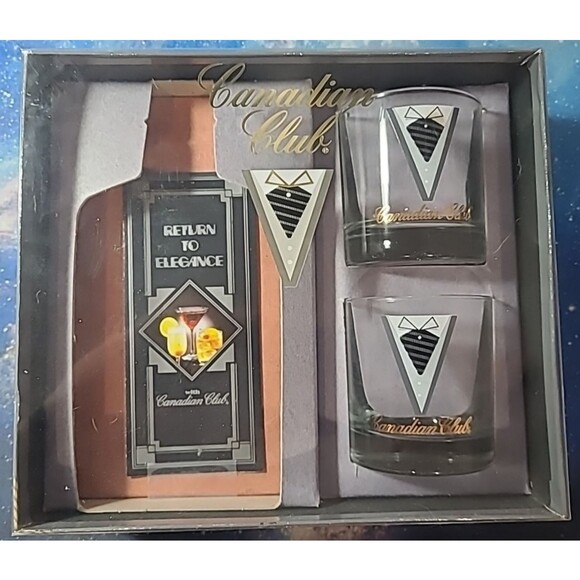 Canadian
Club®
RETURN
TO
ELEGANCE
with
Canadian Club®
Canadian Club
Canadian Club